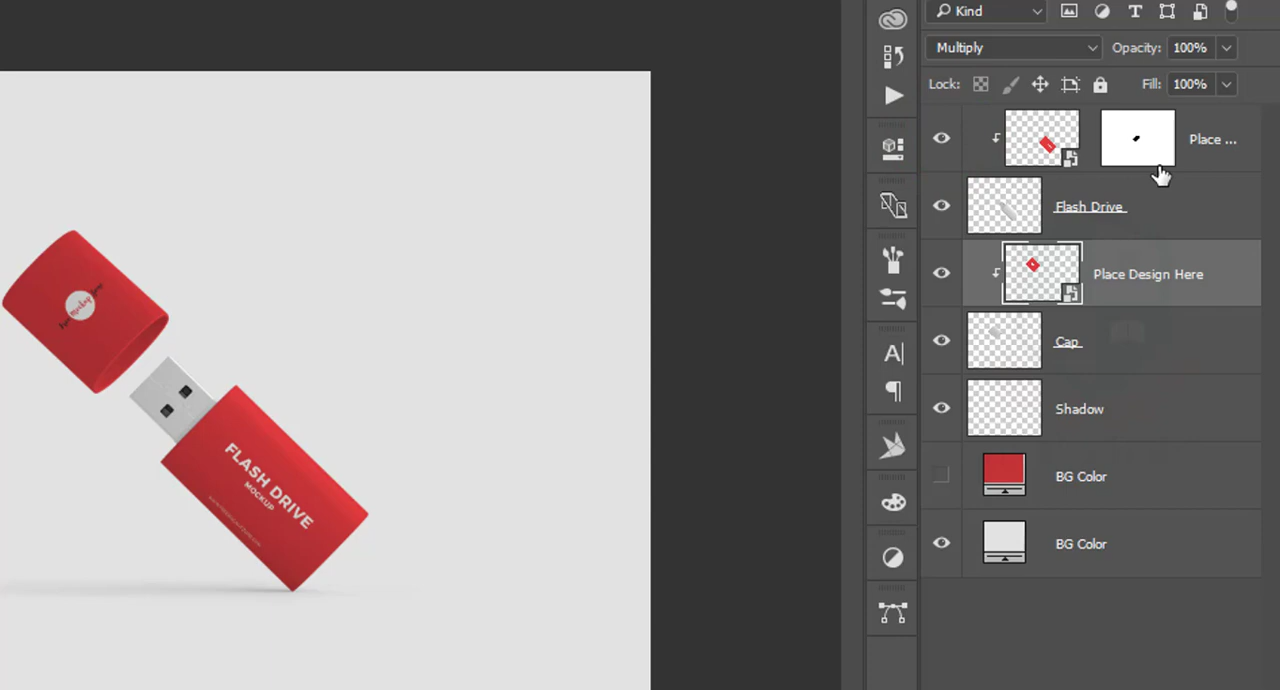 Kind
Multiply
Opacity: 100%
Lock:
Fill: 100%
Place ...
Flash Drive
Place Design Here
Cap
Shadow
BG Color
BG Color
FLASH DRIVE
MOCKUP